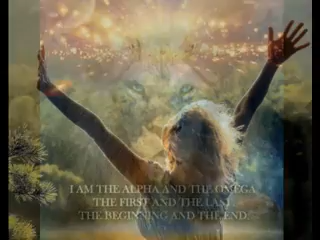 I AM THE ALPHA AND THE OMEGA
THE FIRST AND THE LAST
THE BEGINNING AND THE END